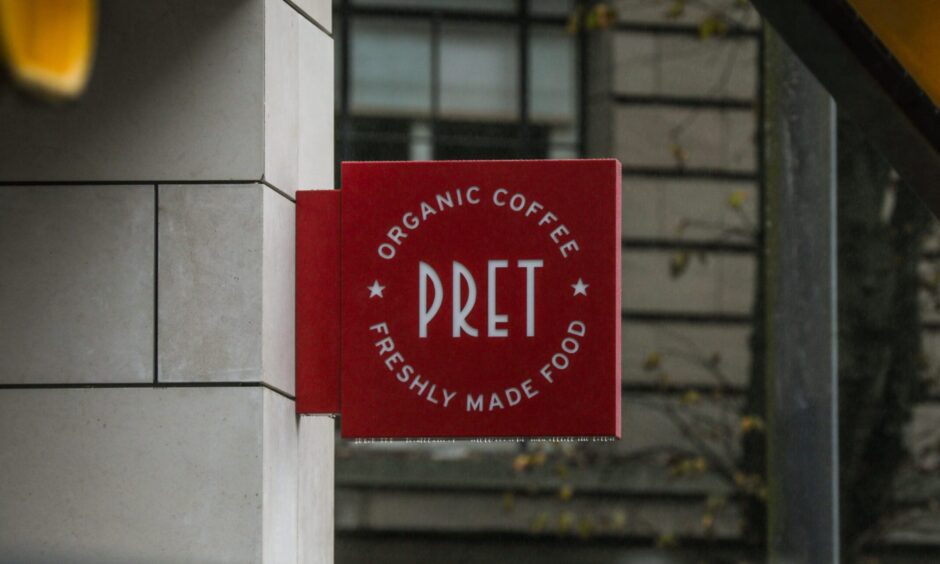 ORGANIC COFFEE
PRET
FRESHLY MADE FOOD